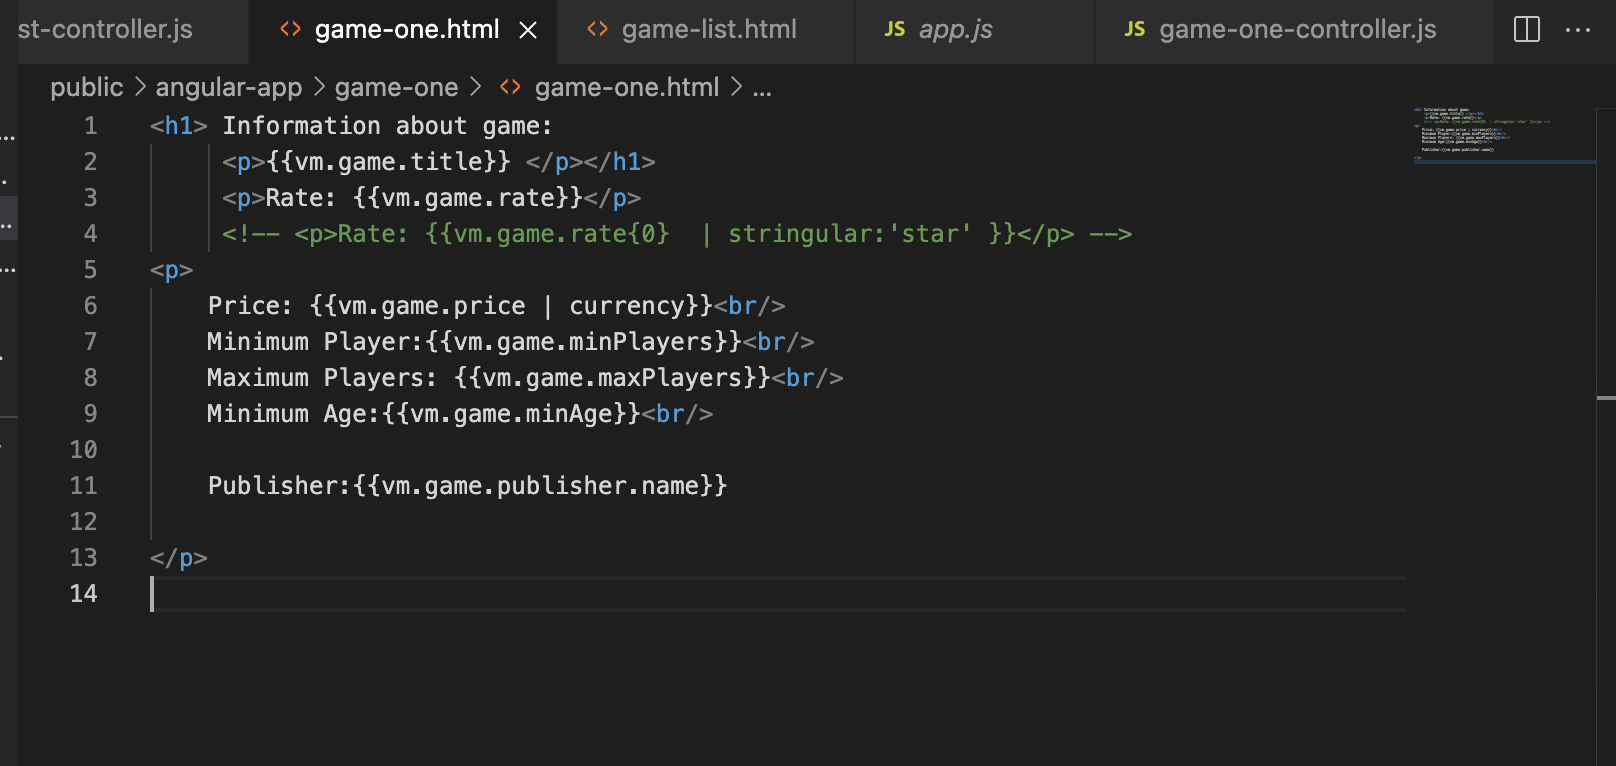 st-controller.js <> game-one.html × <> game-list.html JS app.js JS game-one-controller.js ...
public > angular-app > game-one > <> game-one.html > ...
1 <h1> Information about game:
2 <p>{{vm.game.title}} </p></h1>
3 <p>Rate: {{vm.game.rate}}</p>
4 <!-- <p>Rate: {{vm.game.rate{0}  | stringular:'star' }}</p> -->
5 <p>
6 Price: {{vm.game.price | currency}}<br/>
7 Minimum Player:{{vm.game.minPlayers}}<br/>
8 Maximum Players: {{vm.game.maxPlayers}}<br/>
9 Minimum Age:{{vm.game.minAge}}<br/>
10
11 Publisher:{{vm.game.publisher.name}}
12
13 </p>
14